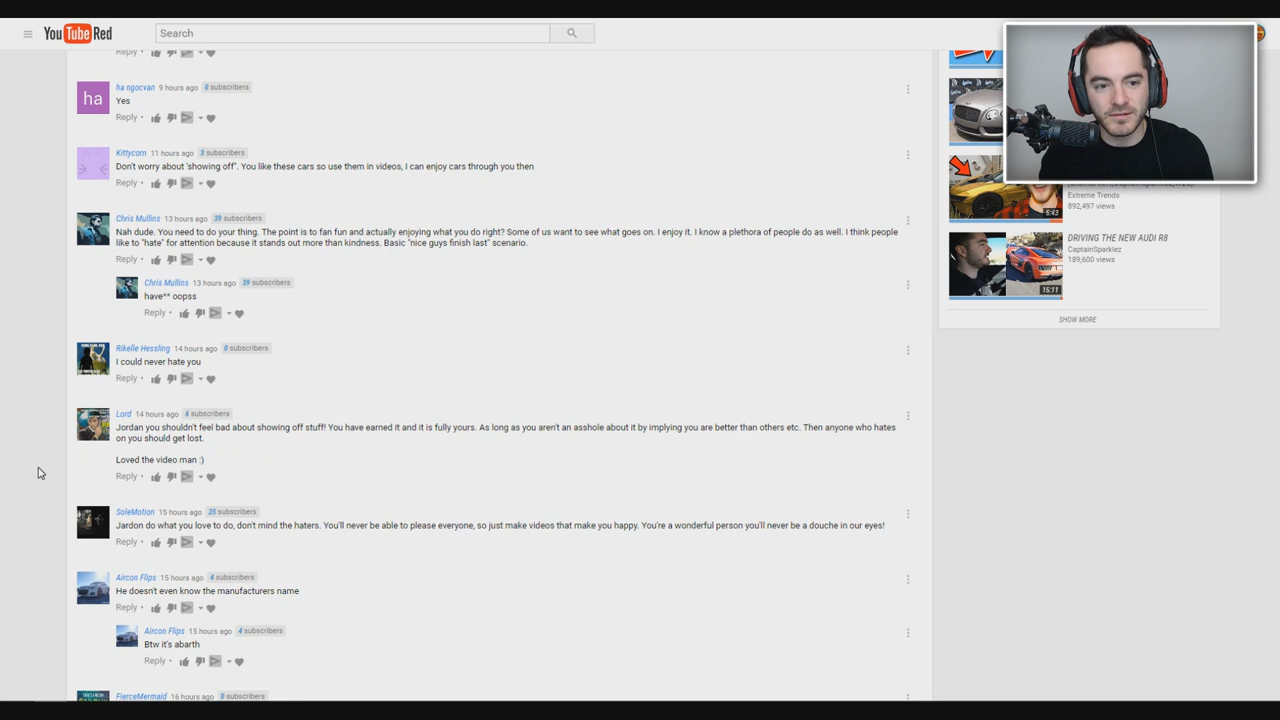 YouTube Red
Search
Reply
ha
ha ngocvan 9 hours ago 0 subscribers
Yes
Reply
Kittycorn 11 hours ago 3 subscribers
Don't worry about 'showing off". You like these cars so use them in videos, I can enjoy cars through you then
Reply
Chris Mullins 13 hours ago 39 subscribers
Nah dude. You need to do your thing. The point is to fan fun and actually enjoying what you do right? Some of us want to see what goes on. I enjoy it. I know a plethora of people do as well. I think people
like to "hate" for attention because it stands out more than kindness. Basic "nice guys finish last" scenario.
Reply
Chris Mullins 13 hours ago 39 subscribers
have** oopss
Reply
Rikelle Hessling 14 hours ago 0 subscribers
I could never hate you
Reply
Lord 14 hours ago 6 subscribers
Jordan you shouldn't feel bad about showing off stuff! You have earned it and it is fully yours. As long as you aren't an asshole about it by implying you are better than others etc. Then anyone who hates
on you should get lost.
Loved the video man :)
Reply
SoleMotion 15 hours ago 25 subscribers
Jardon do what you love to do, don't mind the haters. You'll never be able to please everyone, so just make videos that make you happy. You're a wonderful person you'll never be a douche in our eyes!
Reply
Aircon Flips 15 hours ago 4 subscribers
He doesn't even know the manufacturers name
Reply
Aircon Flips 15 hours ago 4 subscribers
Btw it's abarth
Reply
FierceMermaid 16 hours ago 0 subscribers
5:43
Extreme Trends
892,497 views
DRIVING THE NEW AUDI R8
CaptainSparklez
189,600 views
15:11
SHOW MORE